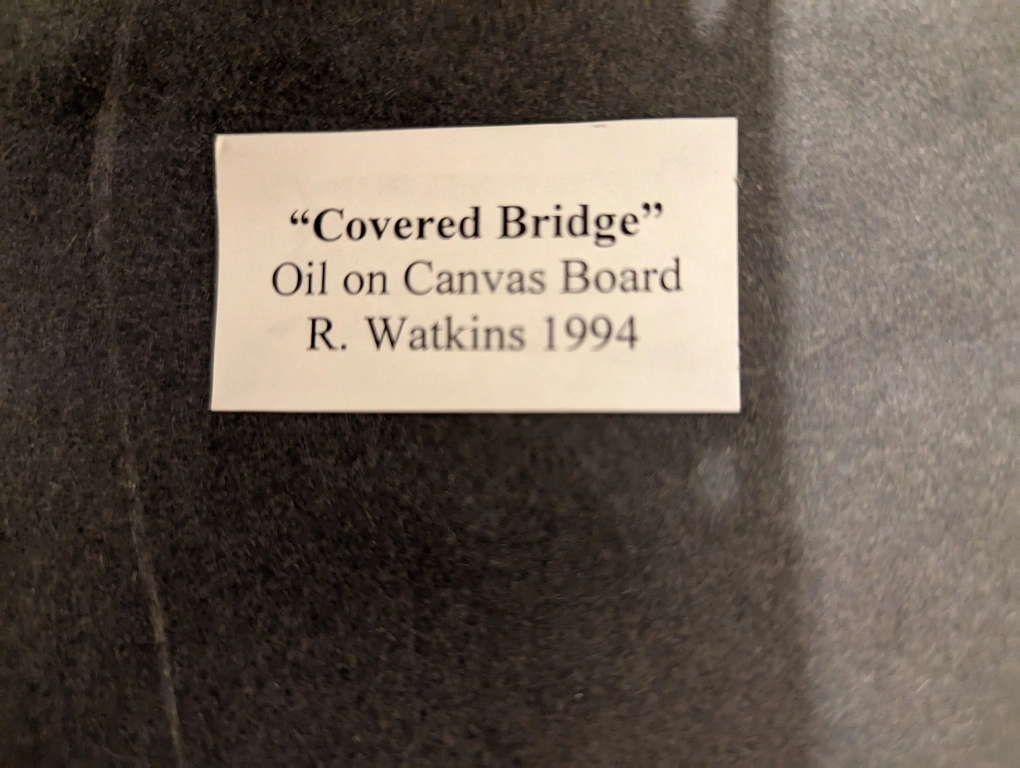 “Covered Bridge”
Oil on Canvas Board
R. Watkins 1994